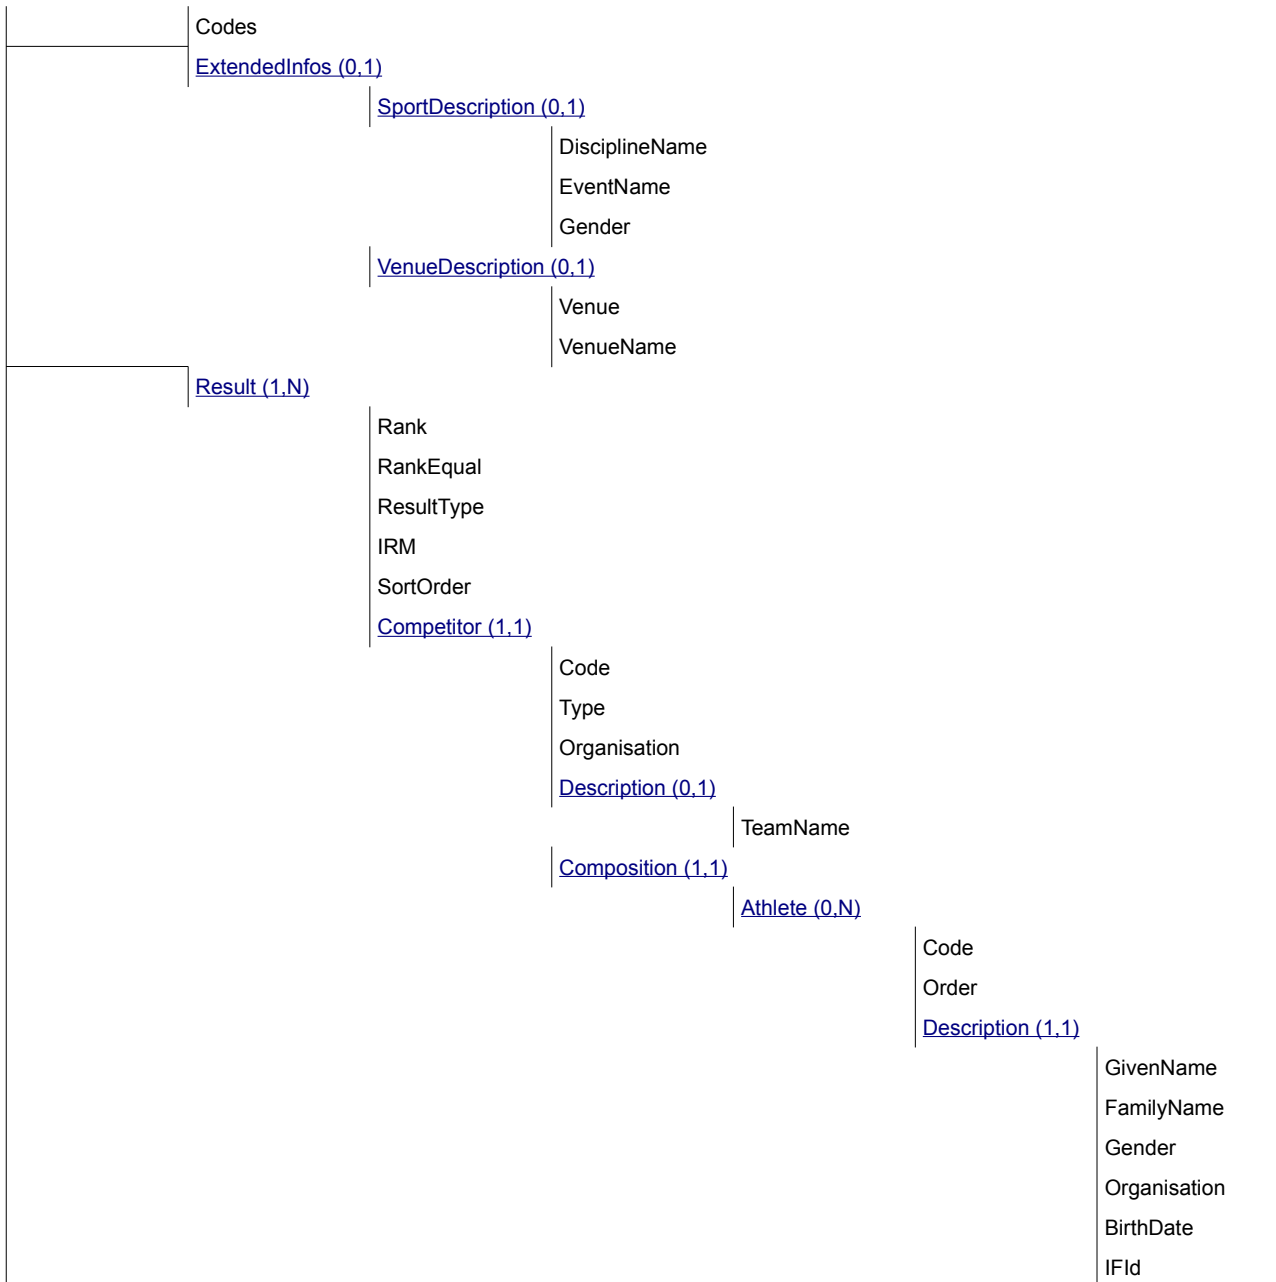 Codes
ExtendedInfos (0,1)
SportDescription (0,1)
DisciplineName
EventName
Gender
VenueDescription (0,1)
Venue
VenueName
Result (1,N)
Rank
RankEqual
ResultType
IRM
SortOrder
Competitor (1,1)
Code
Type
Organisation
Description (0,1)
TeamName
Composition (1,1)
Athlete (0,N)
Code
Order
Description (1,1)
GivenName
FamilyName
Gender
Organisation
BirthDate
IFId